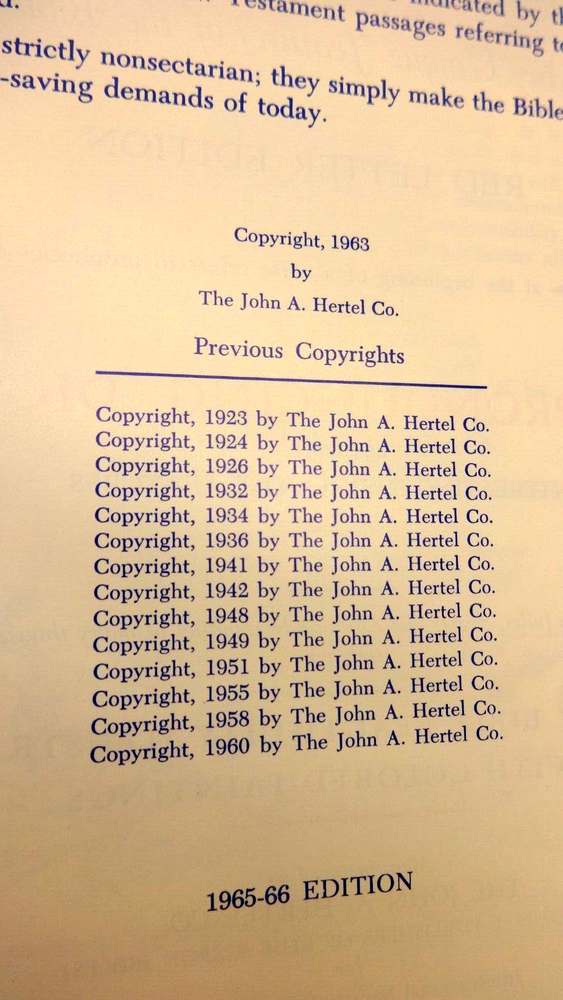 d.
Testament passages referring to
indicated by th
strictly nonsectarian; they simply make the Bible
-saving demands of today.
Copyright, 1963
by
The John A. Hertel Co.
Previous Copyrights
Copyright, 1923 by The John A. Hertel Co.
Copyright, 1924 by The John A. Hertel Co.
Copyright, 1926 by The John A. Hertel Co.
Copyright, 1932 by The John A. Hertel Co.
Copyright, 1934 by The John A. Hertel Co.
Copyright, 1936 by The John A. Hertel Co.
Copyright, 1941 by The John A. Hertel Co.
Copyright, 1942 by The John A. Hertel Co.
Copyright, 1948 by The John A. Hertel Co.
Copyright, 1949 by The John A. Hertel Co.
Copyright, 1951 by The John A. Hertel Co.
Copyright, 1955 by The John A. Hertel Co.
Copyright, 1958 by The John A. Hertel Co.
Copyright, 1960 by The John A. Hertel Co.
1965-66 EDITION